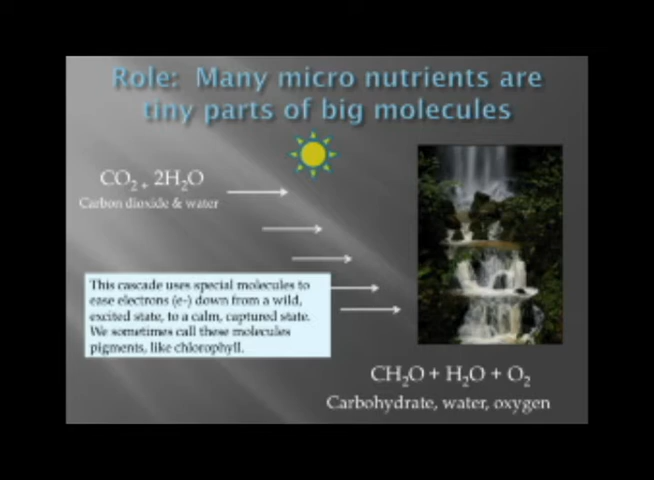 Role: Many micro nutrients are
tiny parts of big molecules
CO2 + 2H2O
Carbon dioxide & water
This cascade uses special molecules to
ease electrons (e-) down from a wild,
excited state, to a calm, captured state.
We sometimes call these molecules
pigments, like chlorophyll.
CH2O + H2O + O2
Carbohydrate, water, oxygen